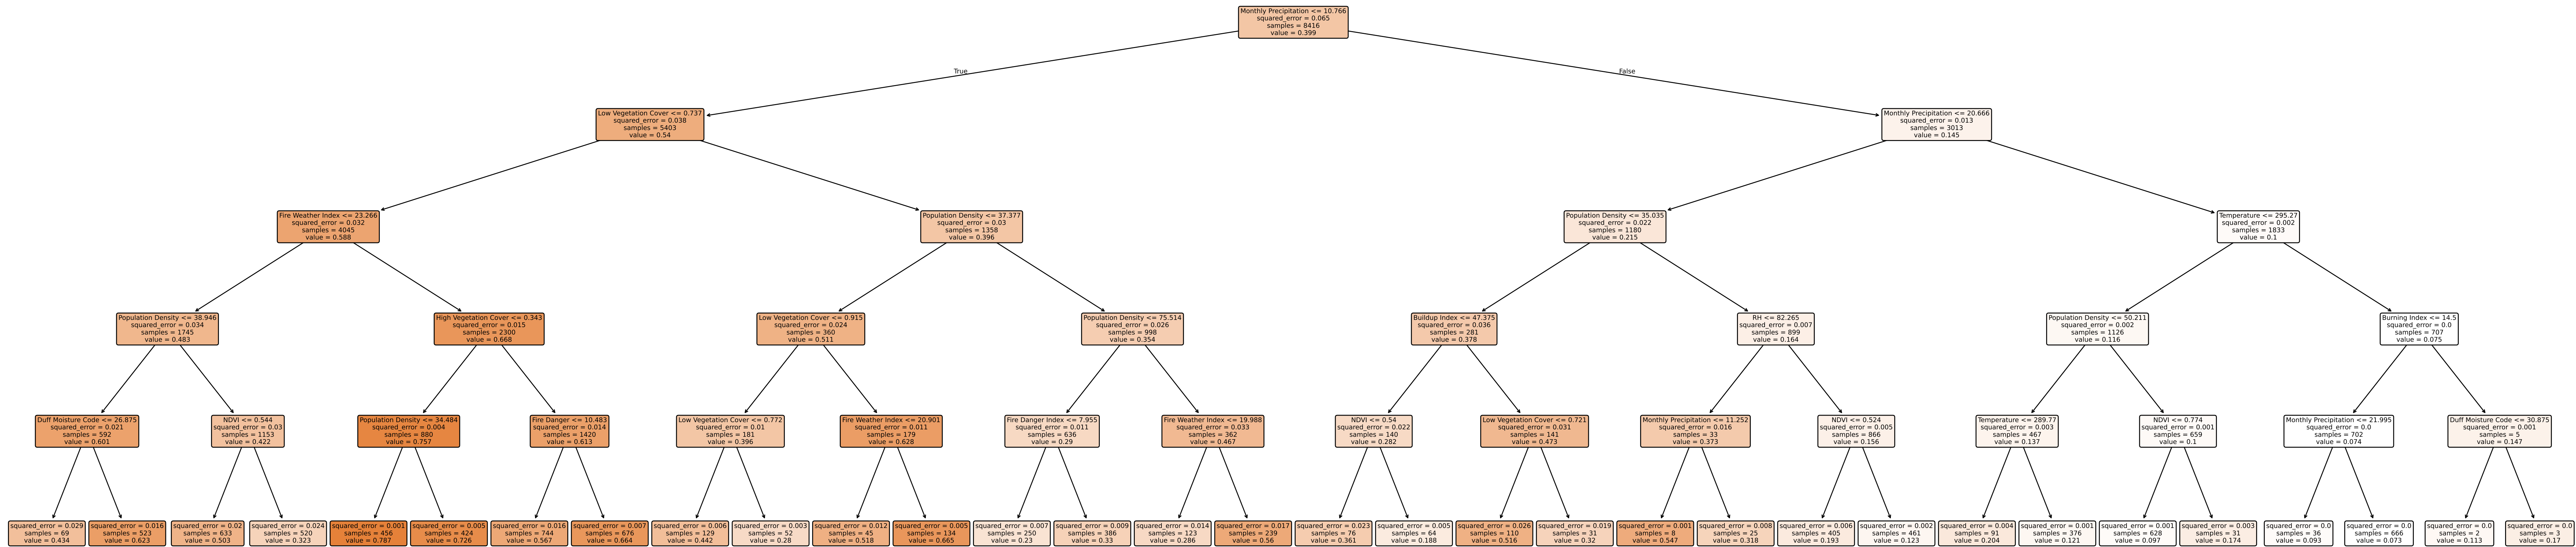 Monthly Precipitation <= 10.766
squared_error = 0.065
samples = 8416
value = 0.399
True
False
Low Vegetation Cover <= 0.737
squared_error = 0.038
samples = 5403
value = 0.54
Monthly Precipitation <= 20.666
squared_error = 0.013
samples = 3013
value = 0.145
Fire Weather Index <= 23.266
squared_error = 0.032
samples = 4045
value = 0.588
Population Density <= 37.377
squared_error = 0.03
samples = 1358
value = 0.396
Population Density <= 35.035
squared_error = 0.022
samples = 1180
value = 0.215
Temperature <= 295.27
squared_error = 0.002
samples = 1833
value = 0.1
Population Density <= 38.946
squared_error = 0.034
samples = 1745
value = 0.483
High Vegetation Cover <= 0.343
squared_error = 0.015
samples = 2300
value = 0.668
Low Vegetation Cover <= 0.915
squared_error = 0.024
samples = 360
value = 0.511
Population Density <= 75.514
squared_error = 0.026
samples = 998
value = 0.354
Buildup Index <= 47.375
squared_error = 0.036
samples = 281
value = 0.378
RH <= 82.265
squared_error = 0.007
samples = 899
value = 0.164
Population Density <= 50.211
squared_error = 0.002
samples = 1126
value = 0.116
Burning Index <= 14.5
squared_error = 0.0
samples = 707
value = 0.075
Duff Moisture Code <= 26.875
squared_error = 0.021
samples = 592
value = 0.601
NDVI <= 0.544
squared_error = 0.03
samples = 1153
value = 0.422
Population Density <= 34.484
squared_error = 0.004
samples = 880
value = 0.757
Fire Danger <= 10.483
squared_error = 0.014
samples = 1420
value = 0.613
Low Vegetation Cover <= 0.772
squared_error = 0.01
samples = 181
value = 0.396
Fire Weather Index <= 20.901
squared_error = 0.011
samples = 179
value = 0.628
Fire Danger Index <= 7.955
squared_error = 0.011
samples = 636
value = 0.29
Fire Weather Index <= 19.988
squared_error = 0.033
samples = 362
value = 0.467
NDVI <= 0.54
squared_error = 0.022
samples = 140
value = 0.282
Low Vegetation Cover <= 0.721
squared_error = 0.031
samples = 141
value = 0.473
Monthly Precipitation <= 11.252
squared_error = 0.016
samples = 33
value = 0.373
NDVI <= 0.524
squared_error = 0.005
samples = 866
value = 0.156
Temperature <= 289.77
squared_error = 0.003
samples = 467
value = 0.137
NDVI <= 0.774
squared_error = 0.001
samples = 659
value = 0.1
Monthly Precipitation <= 21.995
squared_error = 0.0
samples = 702
value = 0.074
Duff Moisture Code <= 30.875
squared_error = 0.001
samples = 5
value = 0.147
squared_error = 0.029
samples = 69
value = 0.434
squared_error = 0.016
samples = 523
value = 0.623
squared_error = 0.02
samples = 633
value = 0.503
squared_error = 0.024
samples = 520
value = 0.323
squared_error = 0.001
samples = 456
value = 0.787
squared_error = 0.005
samples = 424
value = 0.726
squared_error = 0.016
samples = 744
value = 0.567
squared_error = 0.007
samples = 676
value = 0.664
squared_error = 0.006
samples = 129
value = 0.442
squared_error = 0.003
samples = 52
value = 0.28
squared_error = 0.012
samples = 45
value = 0.518
squared_error = 0.005
samples = 134
value = 0.665
squared_error = 0.007
samples = 250
value = 0.23
squared_error = 0.009
samples = 386
value = 0.33
squared_error = 0.014
samples = 123
value = 0.286
squared_error = 0.017
samples = 239
value = 0.56
squared_error = 0.023
samples = 76
value = 0.361
squared_error = 0.005
samples = 64
value = 0.188
squared_error = 0.026
samples = 110
value = 0.516
squared_error = 0.019
samples = 31
value = 0.32
squared_error = 0.001
samples = 8
value = 0.547
squared_error = 0.008
samples = 25
value = 0.318
squared_error = 0.006
samples = 405
value = 0.193
squared_error = 0.002
samples = 461
value = 0.123
squared_error = 0.004
samples = 91
value = 0.204
squared_error = 0.001
samples = 376
value = 0.121
squared_error = 0.001
samples = 628
value = 0.097
squared_error = 0.003
samples = 31
value = 0.174
squared_error = 0.0
samples = 36
value = 0.093
squared_error = 0.0
samples = 666
value = 0.073
squared_error = 0.0
samples = 2
value = 0.113
squared_error = 0.0
samples = 3
value = 0.17